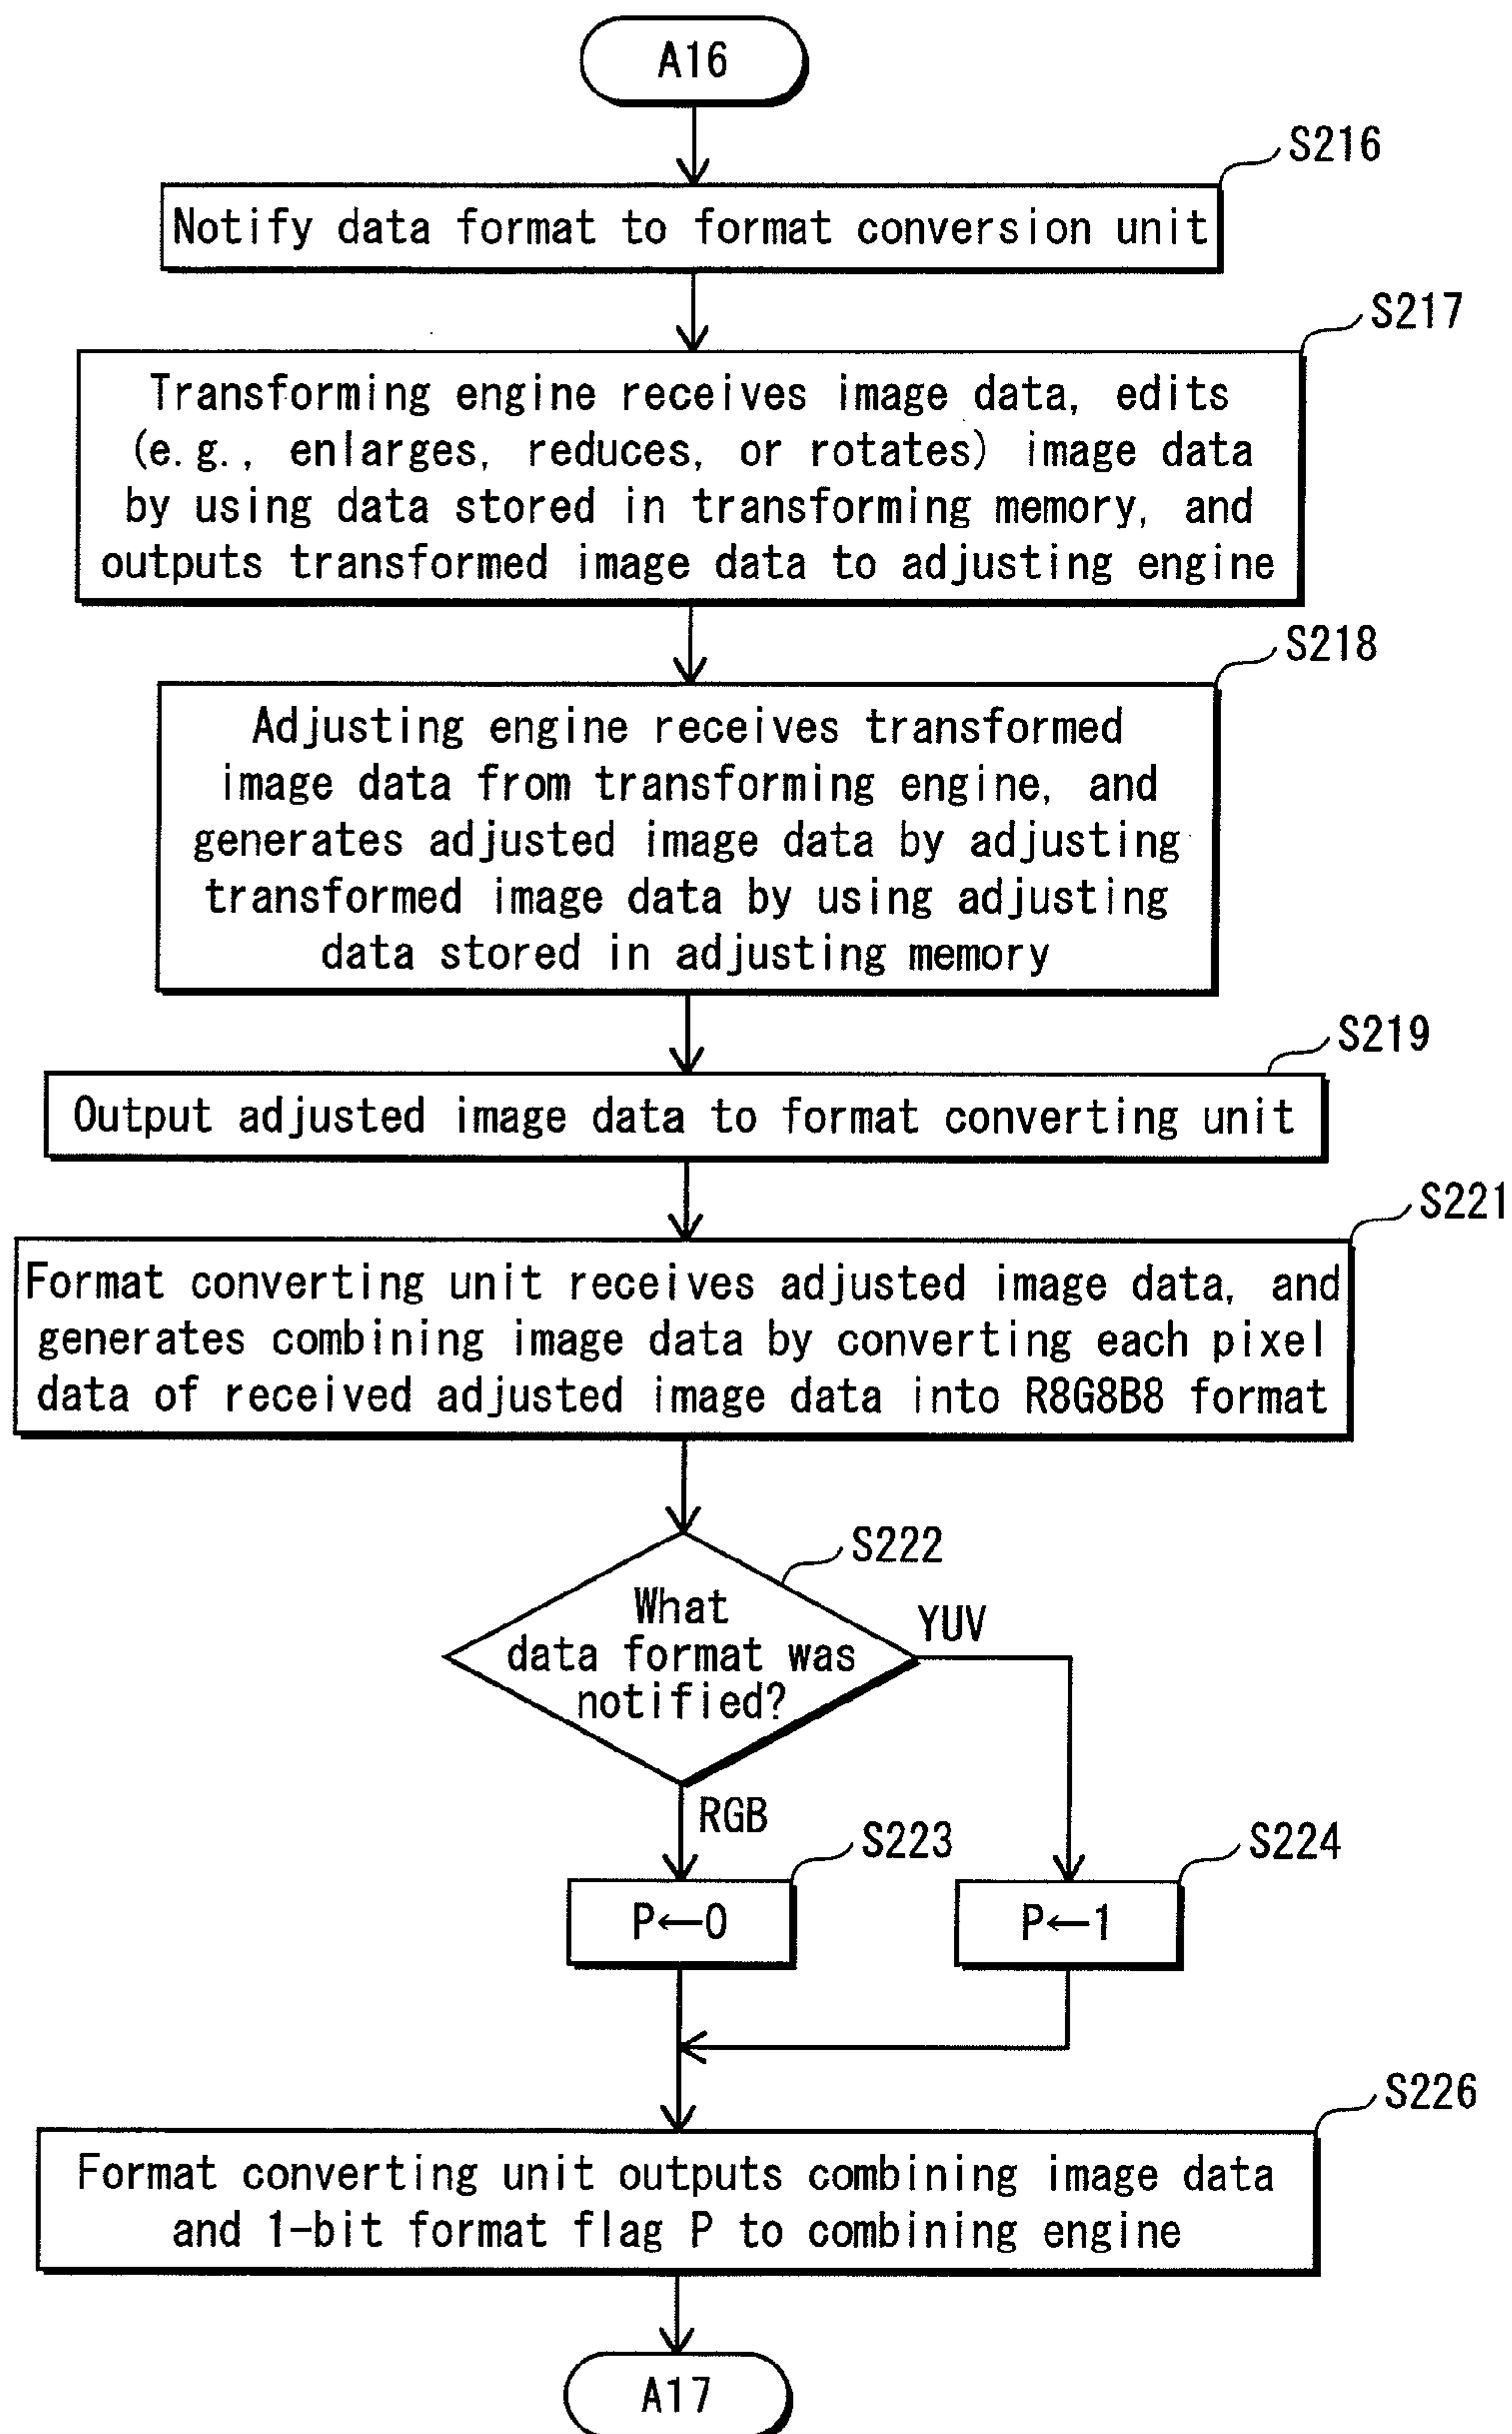 A16
S216
Notify data format to format conversion unit
S217
Transforming engine receives image data, edits
(e.g., enlarges, reduces, or rotates) image data
by using data stored in transforming memory, and
outputs transformed image data to adjusting engine
S218
Adjusting engine receives transformed
image data from transforming engine, and
generates adjusted image data by adjusting
transformed image data by using adjusting
data stored in adjusting memory
S219
Output adjusted image data to format converting unit
S221
Format converting unit receives adjusted image data, and
generates combining image data by converting each pixel
data of received adjusted image data into R8G8B8 format
S222
What
data format was
notified?
YUV
RGB
S223
P←0
S224
P←1
S226
Format converting unit outputs combining image data
and 1-bit format flag P to combining engine
A17